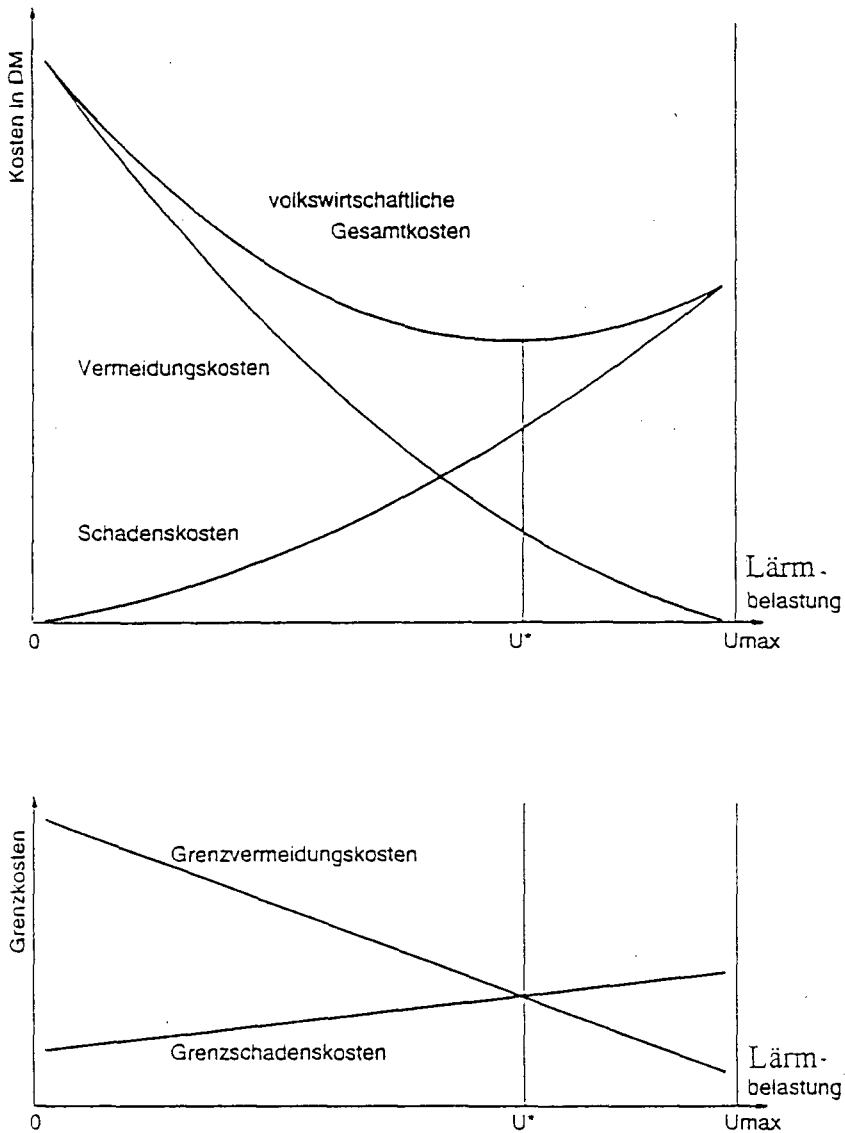 Kosten in DM
volkswirtschaftliche
Gesamtkosten
Vermeidungskosten
Schadenskosten
Lärm-
belastung
0
U*
Umax
Grenzkosten
Grenzvermeidungskosten
Grenzschadenskosten
Lärm-
belastung
0
U*
Umax